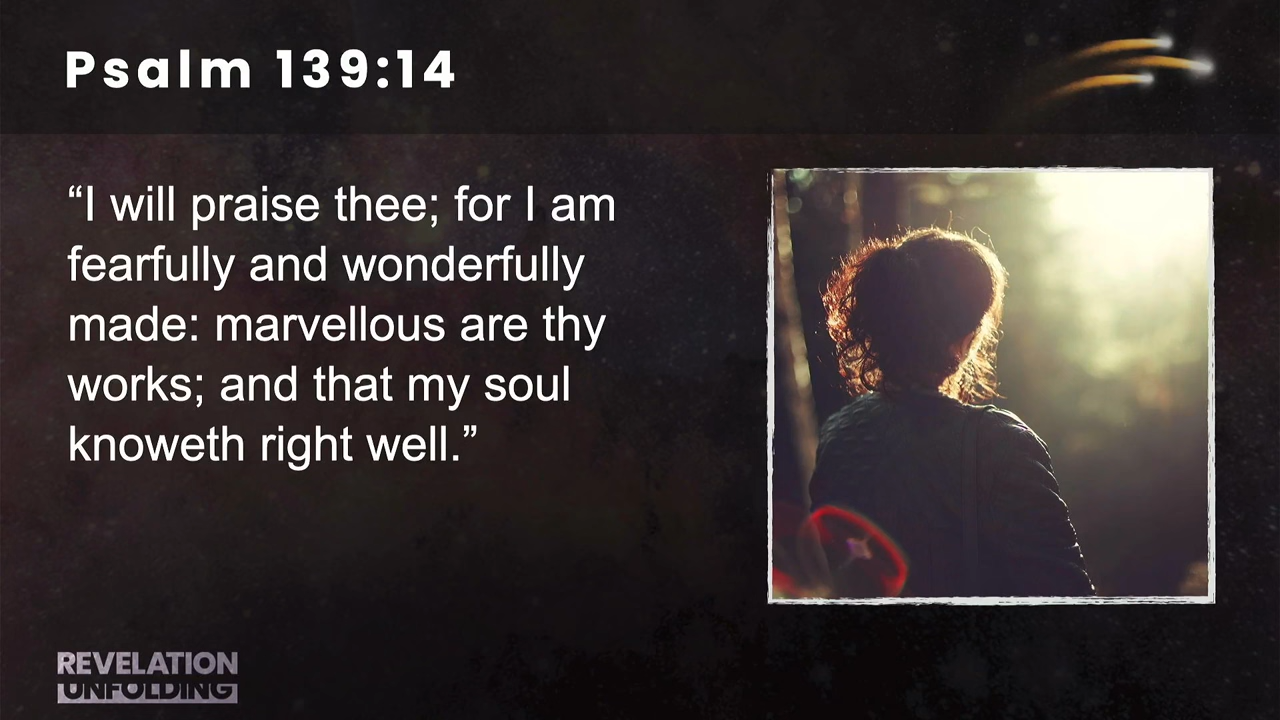 Psalm 139:14
“I will praise thee; for I am
fearfully and wonderfully
made: marvellous are thy
works; and that my soul
knoweth right well.”
REVELATION
UNFOLDING